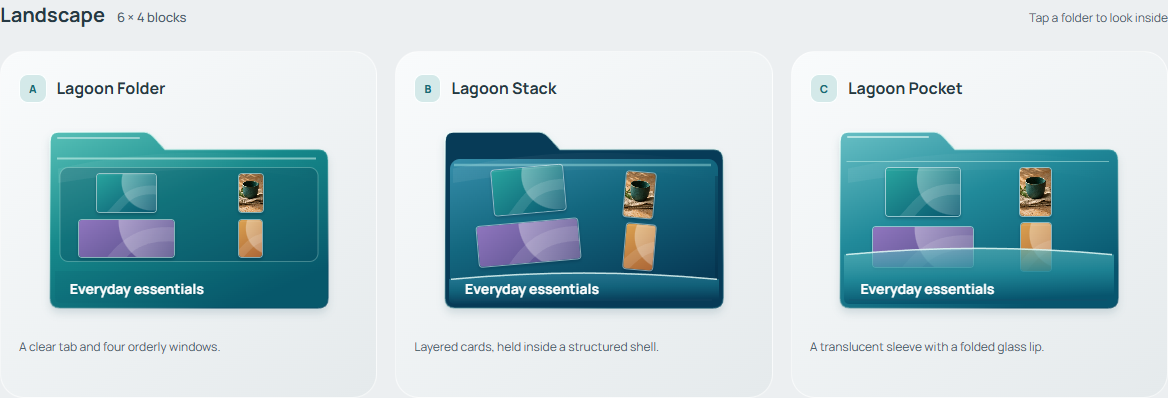 Landscape 6 × 4 blocks
Tap a folder to look inside
A Lagoon Folder
Everyday essentials
A clear tab and four orderly windows.
B Lagoon Stack
Everyday essentials
Layered cards, held inside a structured shell.
C Lagoon Pocket
Everyday essentials
A translucent sleeve with a folded glass lip.